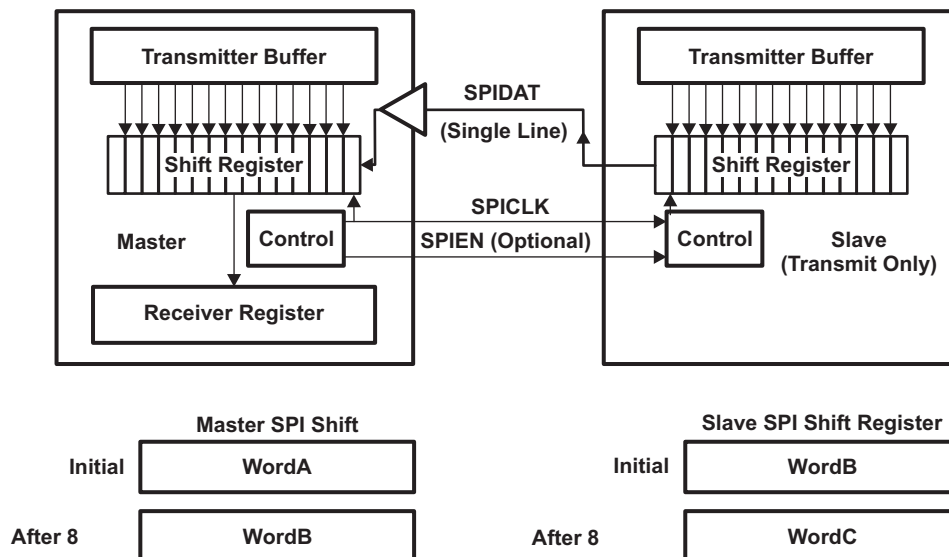 Transmitter Buffer
Transmitter Buffer
SPIDAT
(Single Line)
Shift Register
Shift Register
SPICLK
Master
Control
SPIEN (Optional)
Control
Slave
(Transmit Only)
Receiver Register
Master SPI Shift
Slave SPI Shift Register
Initial
WordA
Initial
WordB
After 8
WordB
After 8
WordC